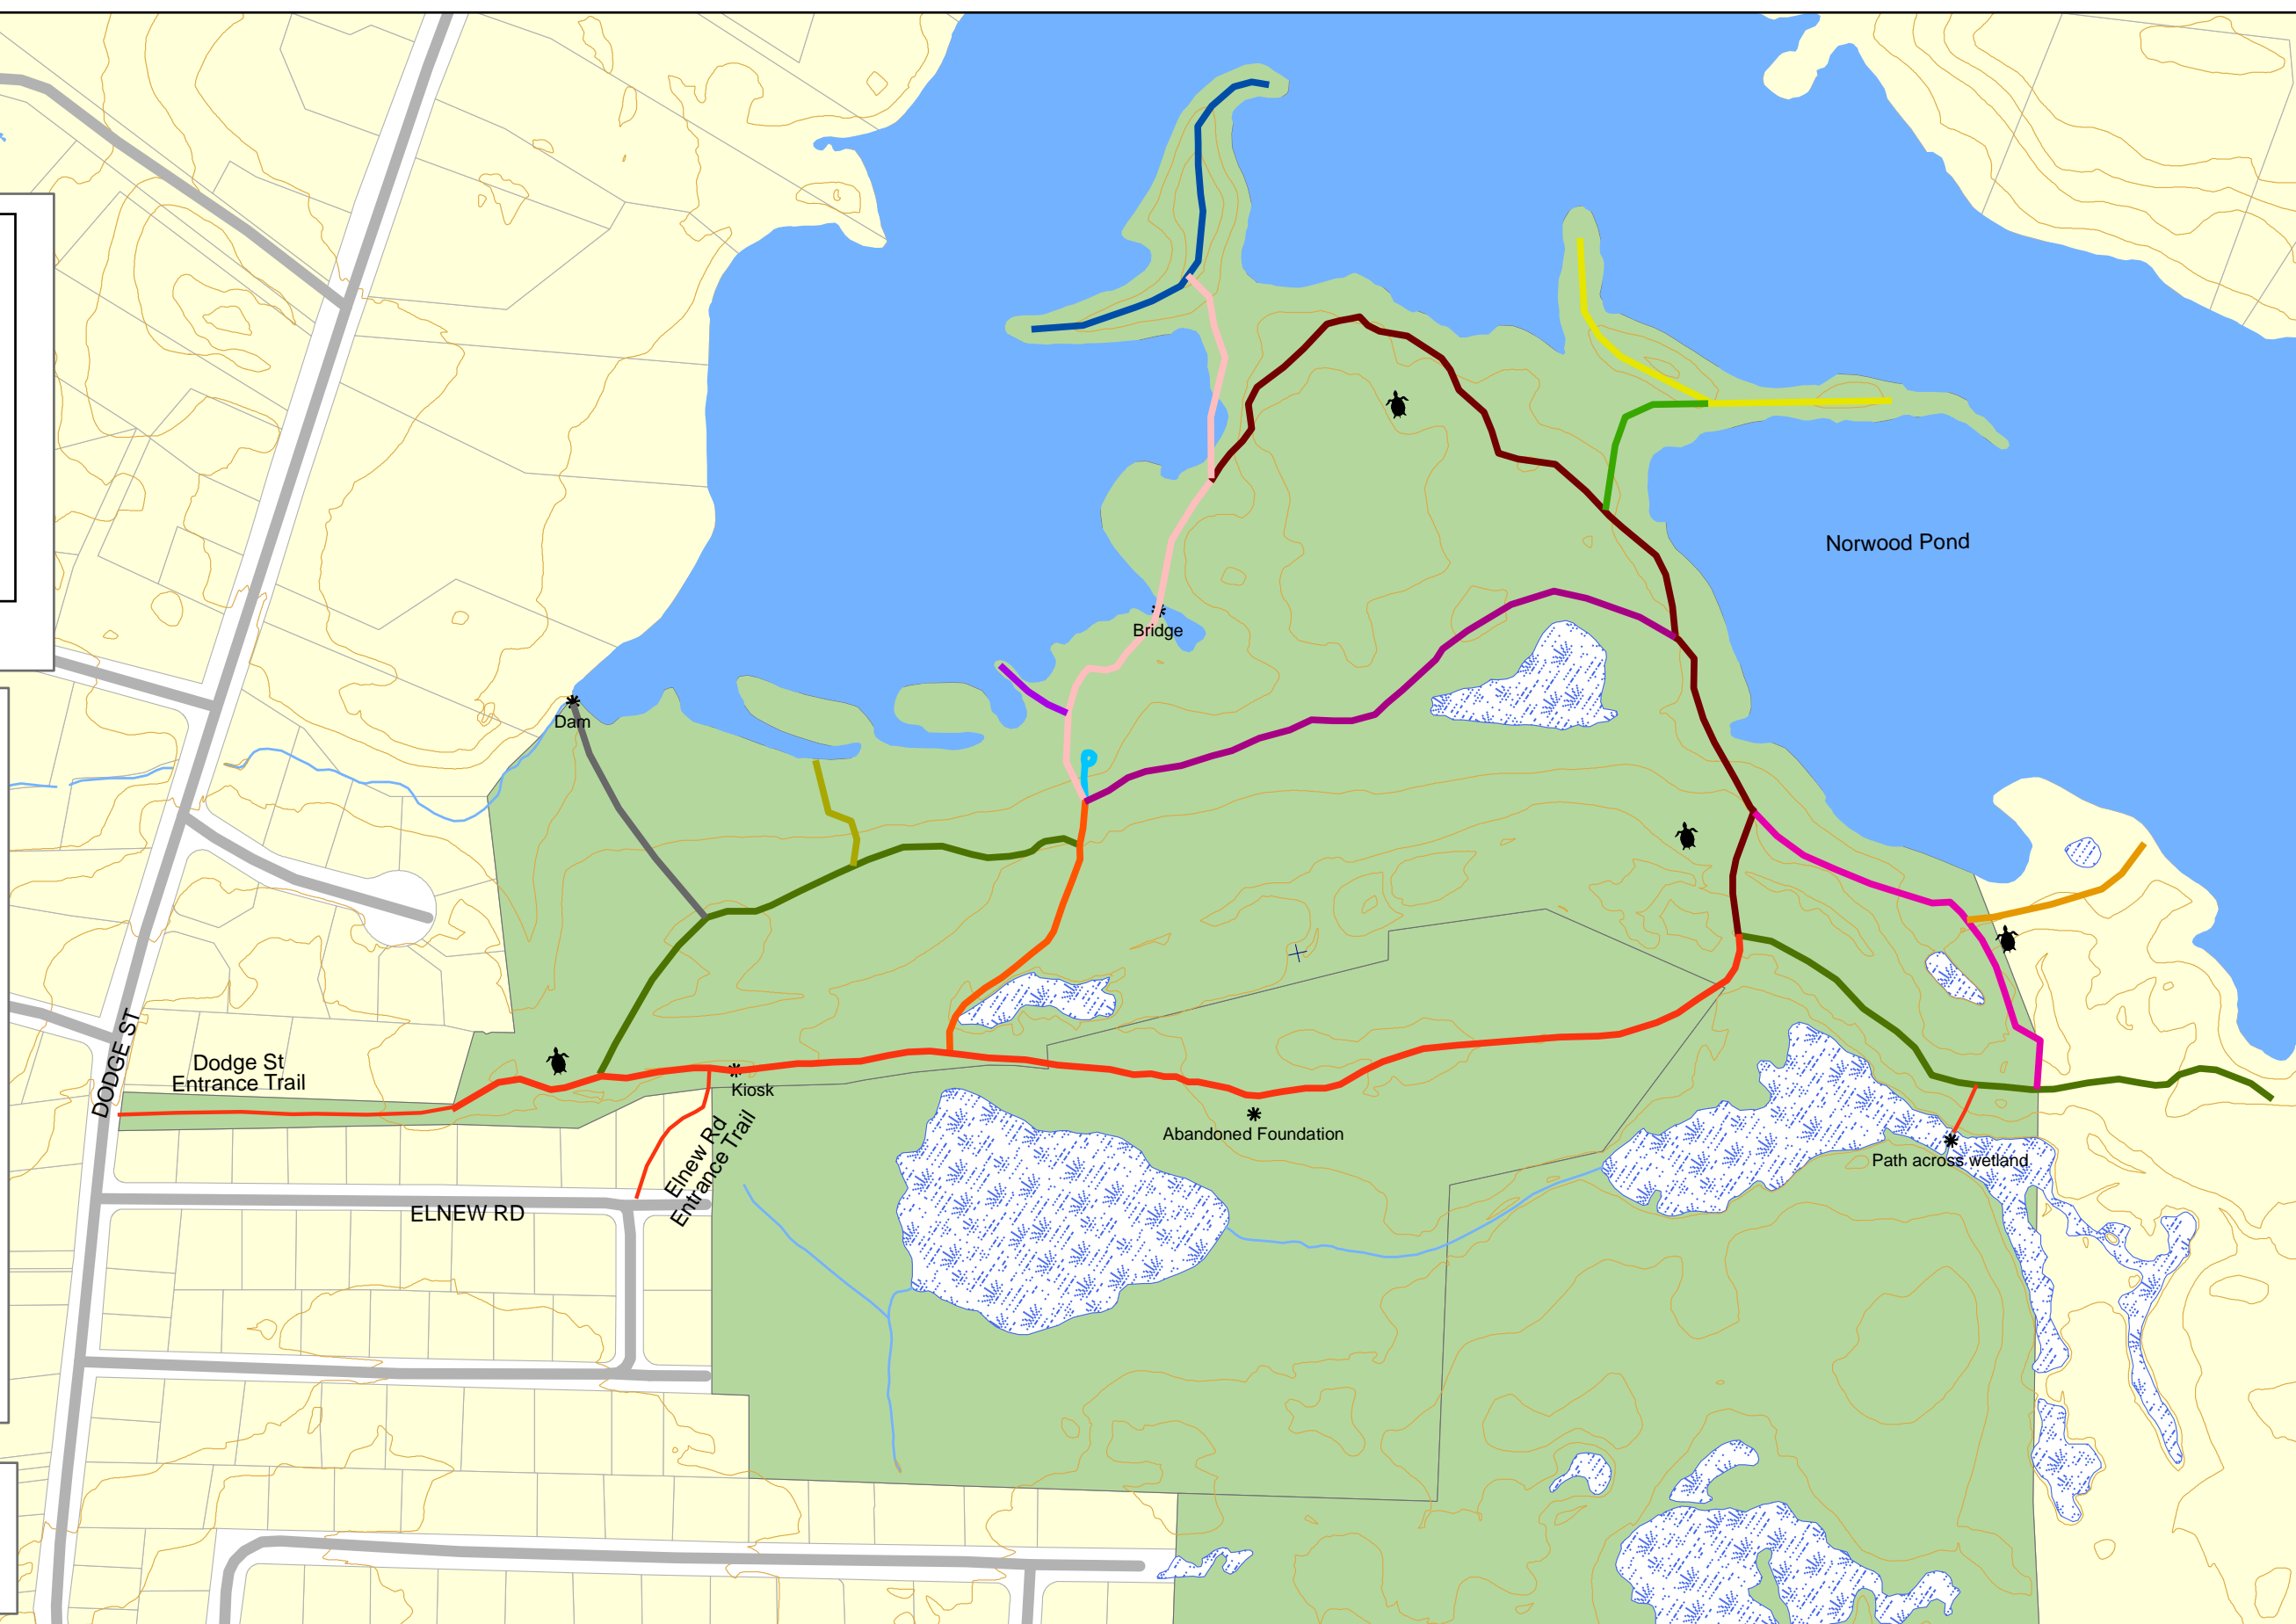 Norwood Pond
Bridge
Dam
DODGE ST
Dodge St
Entrance Trail
Kiosk
Elnew Rd
Entrance Trail
Abandoned Foundation
Path across wetland
ELNEW RD